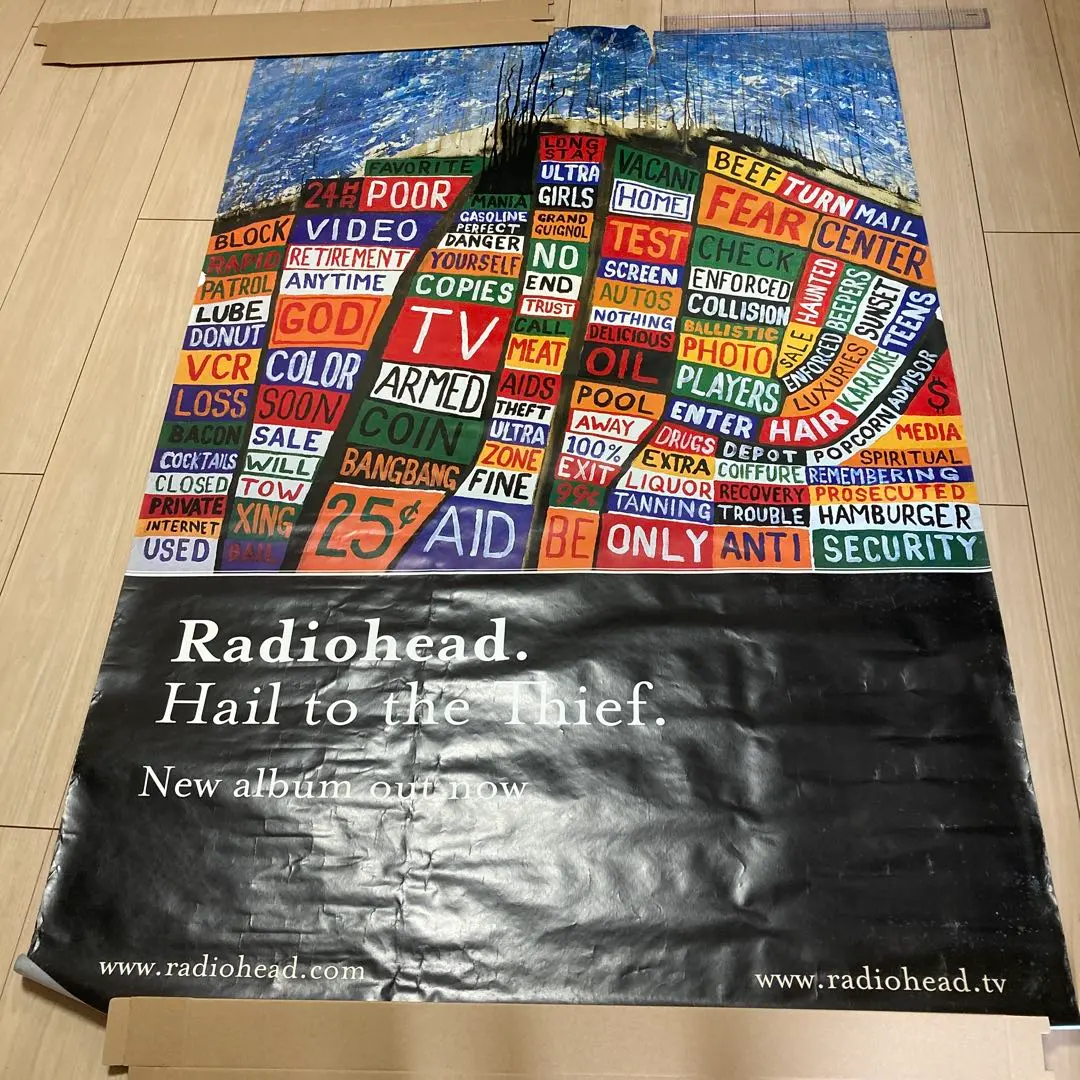 FAVORITE
24HR POOR
BLOCK
VIDEO
RAPID
RETIREMENT
PATROL
ANYTIME
LUBE
GOD
DONUT
VCR
COLOR
LOSS
SOON
BACON
SALE
COCKTAILS
WILL
CLOSED
TOW
PRIVATE
XING
INTERNET
USED
BAIL
MANIA
GASOLINE
PERFECT
DANGER
YOURSELF
COPIES
TV
ARMED
COIN
BANGBANG
25¢
LONG
STAY
ULTRA
GIRLS
GRAND
GUIGNOL
NO
END
TRUST
CALL
MEAT
AIDS
THEFT
ULTRA
ZONE
FINE
AID
VACANT
HOME
TEST
SCREEN
AUTOS
NOTHING
DELICIOUS
OIL
POOL
AWAY
100%
EXIT
99¢
BE
BEEF TURN MAIL
FEAR CENTER
CHECK
ENFORCED
COLLISION
BALLISTIC
PHOTO
PLAYERS
ENTER
HAUNTED
SALE
BEEPERS
ENFORCED
SUNSET
LUXURIES
TEENS
KARAOKE
HAIR
ADVISOR
POPCORN
$
MEDIA
DRUGS
DEPOT
SPIRITUAL
EXTRA
COIFFURE
REMEMBERING
LIQUOR
RECOVERY
PROSECUTED
TANNING
TROUBLE
HAMBURGER
ONLY
ANTI
SECURITY
Radiohead.
Hail to the Thief.
New album out now
www.radiohead.com
www.radiohead.tv